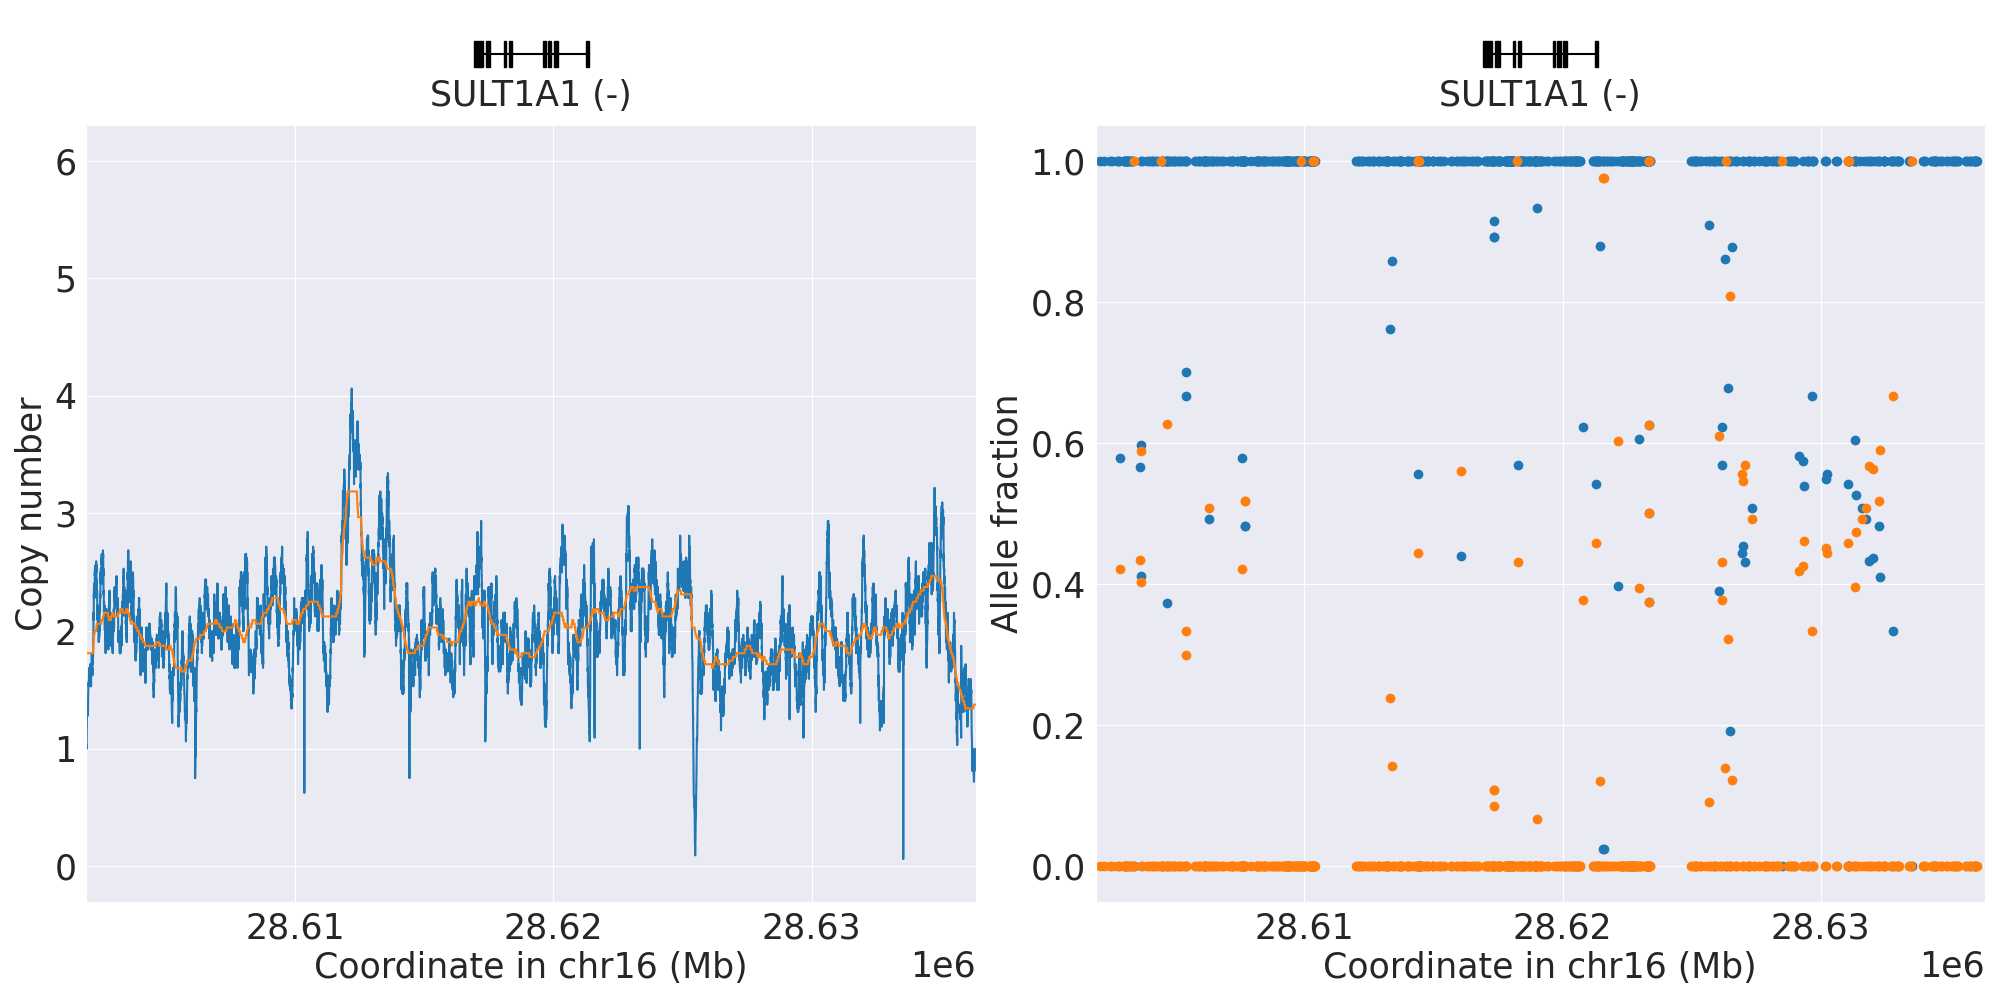 SULT1A1 (-)
6
5
4
3
2
1
0
Copy number
28.61
28.62
28.63
Coordinate in chr16 (Mb)
1e6
SULT1A1 (-)
1.0
0.8
0.6
0.4
0.2
0.0
Allele fraction
28.61
28.62
28.63
Coordinate in chr16 (Mb)
1e6